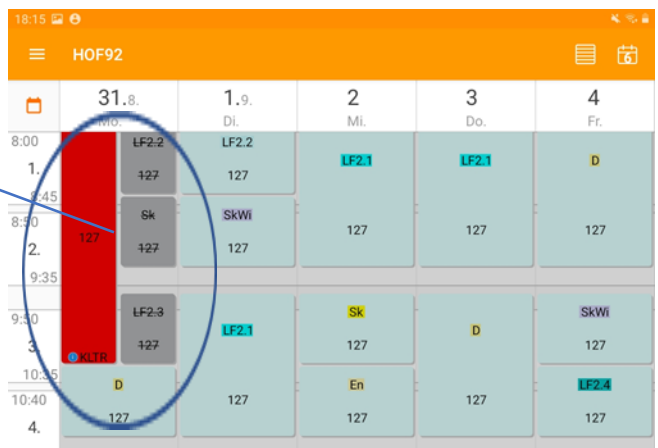 18:15
HOF92
6
31.8. 1.9. 2 3 4
Mo. Di. Mi. Do. Fr.
8:00
1.
8:45
LF2.2
127
LF2.2
127
LF2.1
LF2.1
D
8:50
2.
9:35
127
Sk
127
SkWi
127
127
127
127
9:50
3.
10:35
KLTR
LF2.3
127
LF2.1
Sk
127
D
SkWi
127
10:40
4.
D
127
127
En
127
127
LF2.4
127